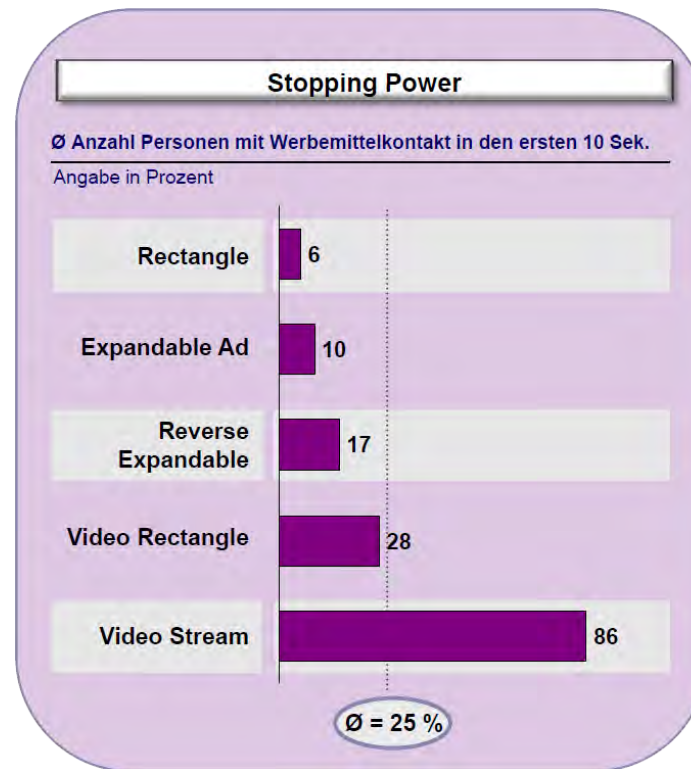 Stopping Power
Ø Anzahl Personen mit Werbemittelkontakt in den ersten 10 Sek.
Angabe in Prozent
Rectangle 6
Expandable Ad 10
Reverse
Expandable 17
Video Rectangle 28
Video Stream 86
Ø = 25 %